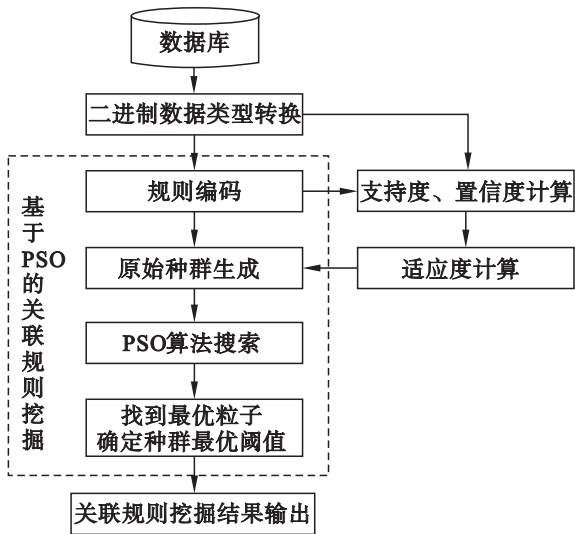 数据库
二进制数据类型转换
规则编码
支持度、置信度计算
原始种群生成
适应度计算
PSO算法搜索
找到最优粒子
确定种群最优阈值
关联规则挖掘结果输出
基于PSO的关联规则挖掘